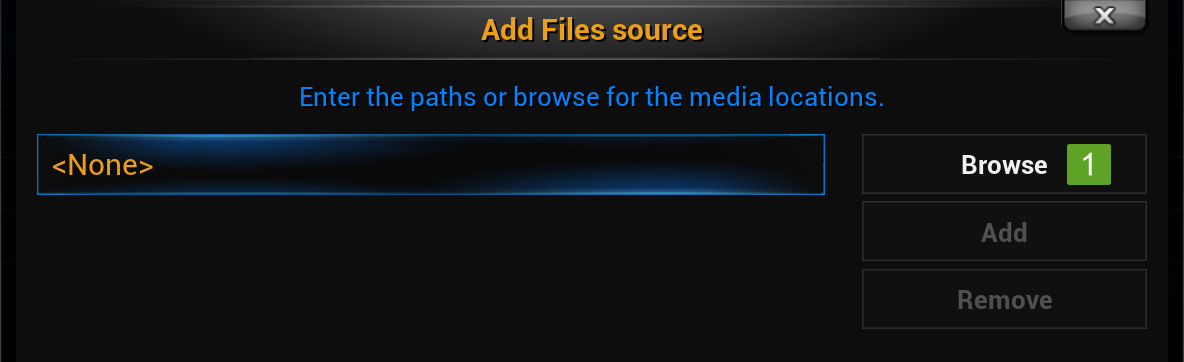 Add Files source
Enter the paths or browse for the media locations.
<None>
Browse 1
Add
Remove